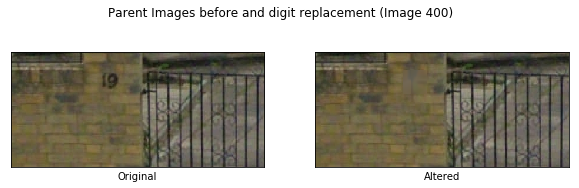 Parent Images before and digit replacement (Image 400)
19
Original
Altered